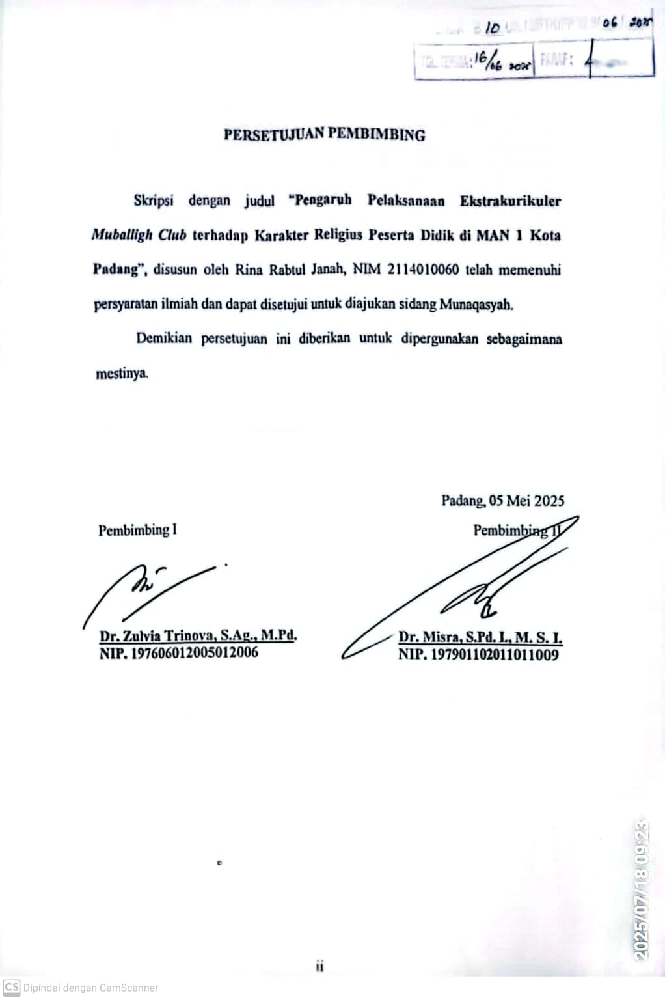 B 10 06 2025
TGL TERIMA: 16/06 2025 PARAF:
PERSETUJUAN PEMBIMBING
Skripsi dengan judul “Pengaruh Pelaksanaan Ekstrakurikuler
Muballigh Club terhadap Karakter Religius Peserta Didik di MAN 1 Kota
Padang”, disusun oleh Rina Rabtul Janah, NIM 2114010060 telah memenuhi
persyaratan ilmiah dan dapat disetujui untuk diajukan sidang Munaqasyah.
Demikian persetujuan ini diberikan untuk dipergunakan sebagaimana
mestinya.
Padang, 05 Mei 2025
Pembimbing I
Pembimbing II
Dr. Zulvia Trinova, S.Ag., M.Pd.
NIP. 197606012005012006
Dr. Misra, S.Pd. I., M. S. I.
NIP. 197901102011011009
2025/07/18 09:23
ii
CS Dipindai dengan CamScanner